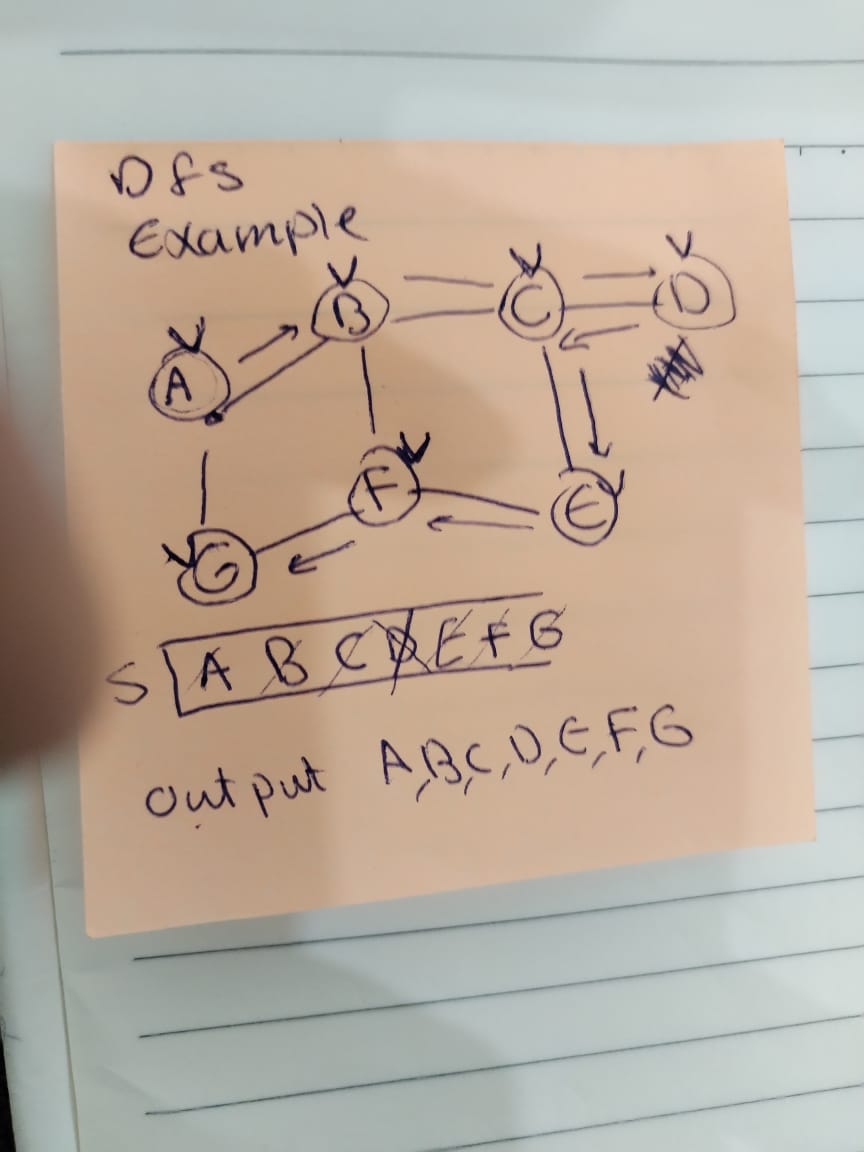 Dfs
Example
B C D
A
F
E
G
S A B C D E F G
output A,B,C,D,E,F,G